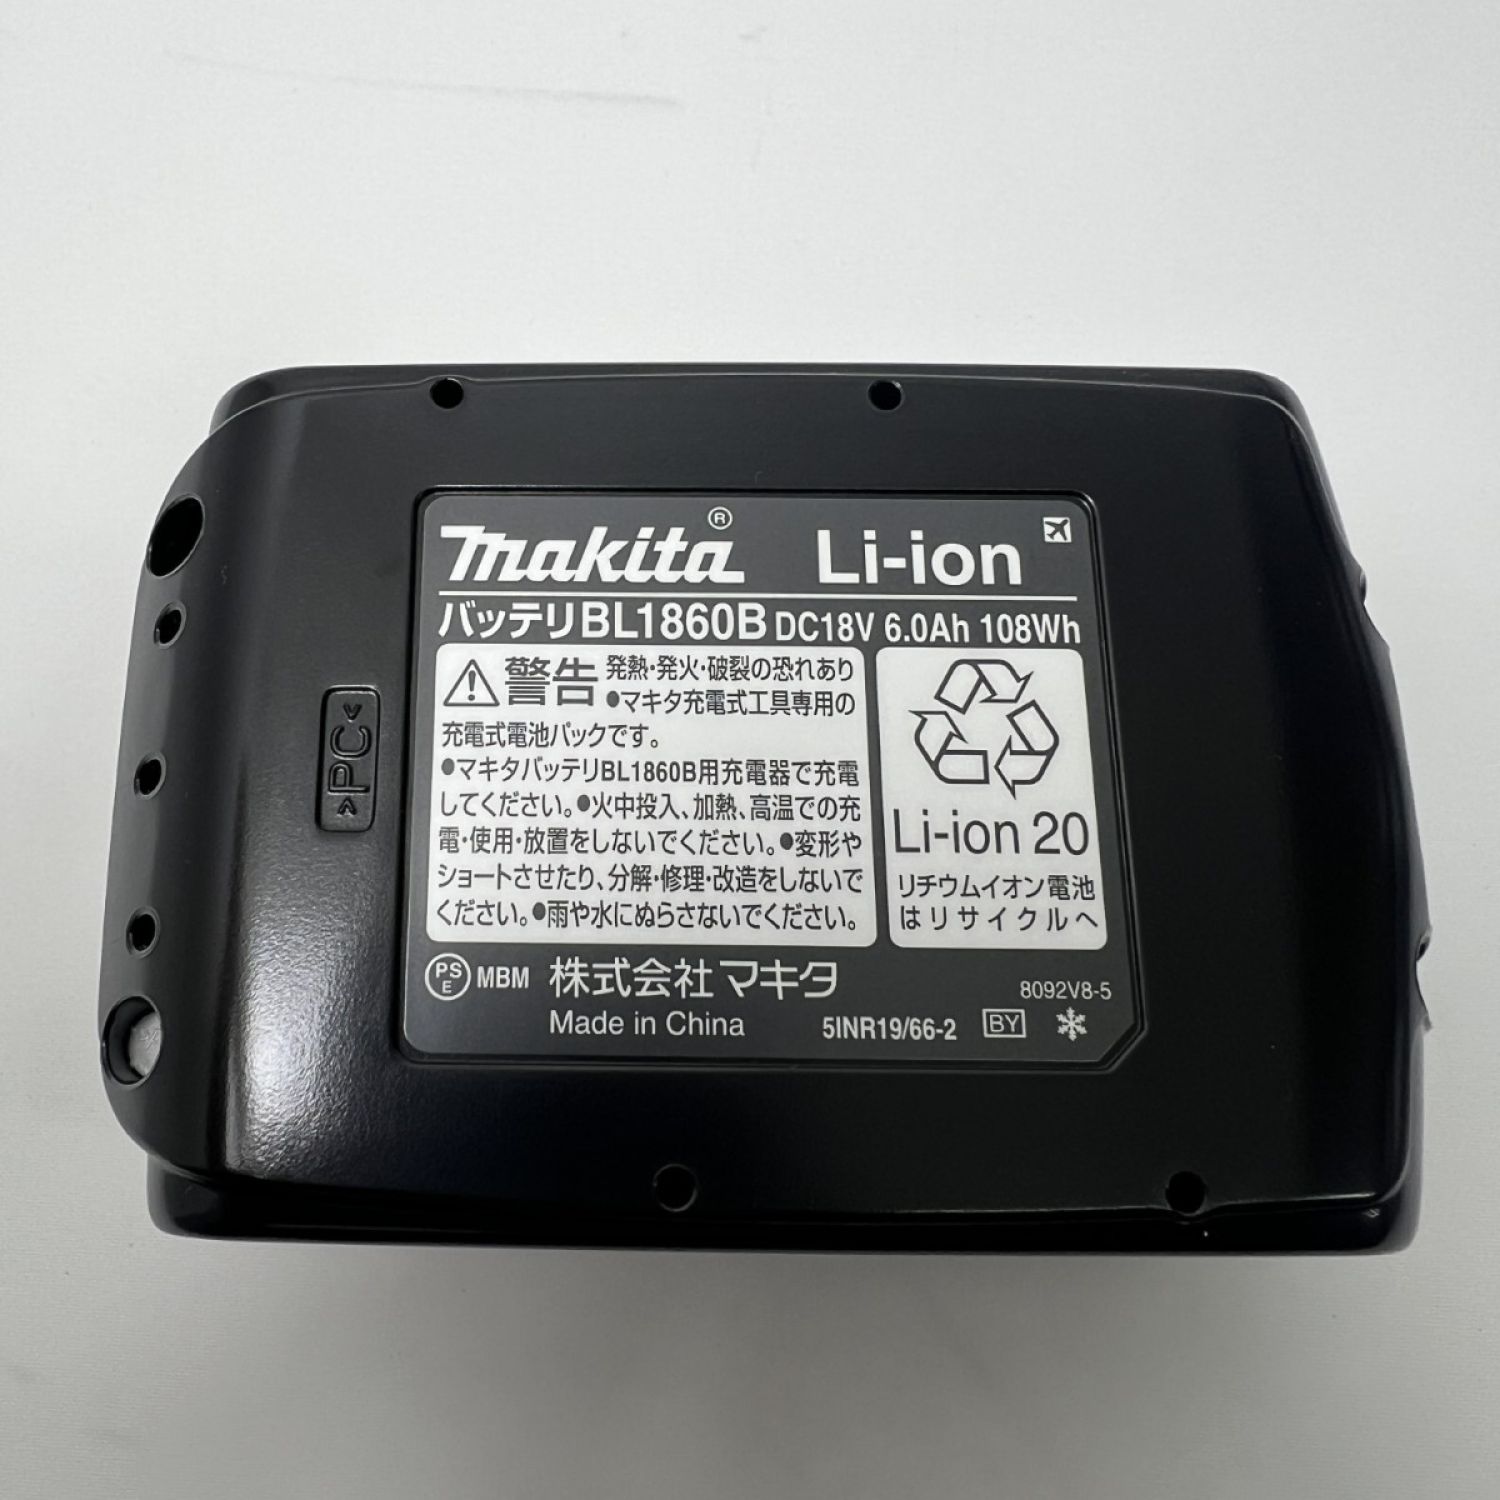 makita® Li-ion
バッテリBL1860B DC18V 6.0Ah 108Wh
警告 発熱・発火・破裂の恐れあり
●マキタ充電式工具専用の
充電式電池パックです。
●マキタバッテリBL1860B用充電器で充電
してください。●火中投入、加熱、高温での充
電・使用・放置をしないでください。●変形や
ショートさせたり、分解・修理・改造をしないで
ください。●雨や水にぬらさないでください。
Li-ion 20
リチウムイオン電池
はリサイクルへ
PS
E
MBM 株式会社マキタ
8092V8-5
Made in China
5INR19/66-2
BY
>PC<